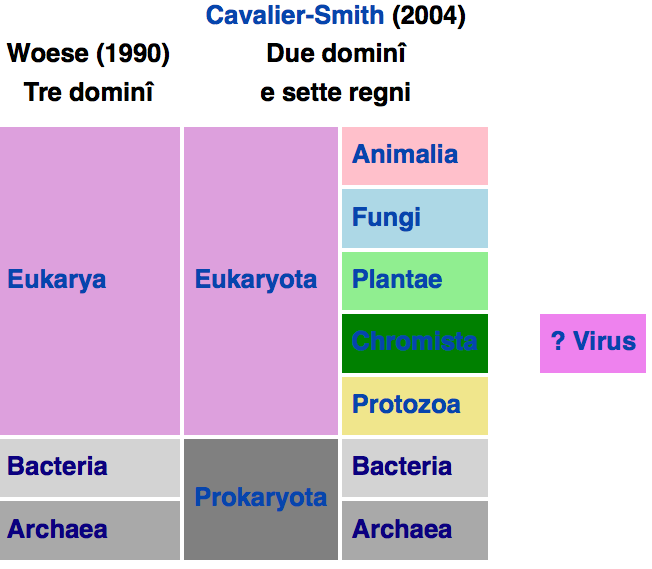 Cavalier-Smith (2004)
Woese (1990)
Due dominî
Tre dominî
e sette regni
Animalia
Fungi
Eukarya
Eukaryota
Plantae
Chromista
? Virus
Protozoa
Bacteria
Prokaryota
Bacteria
Archaea
Archaea